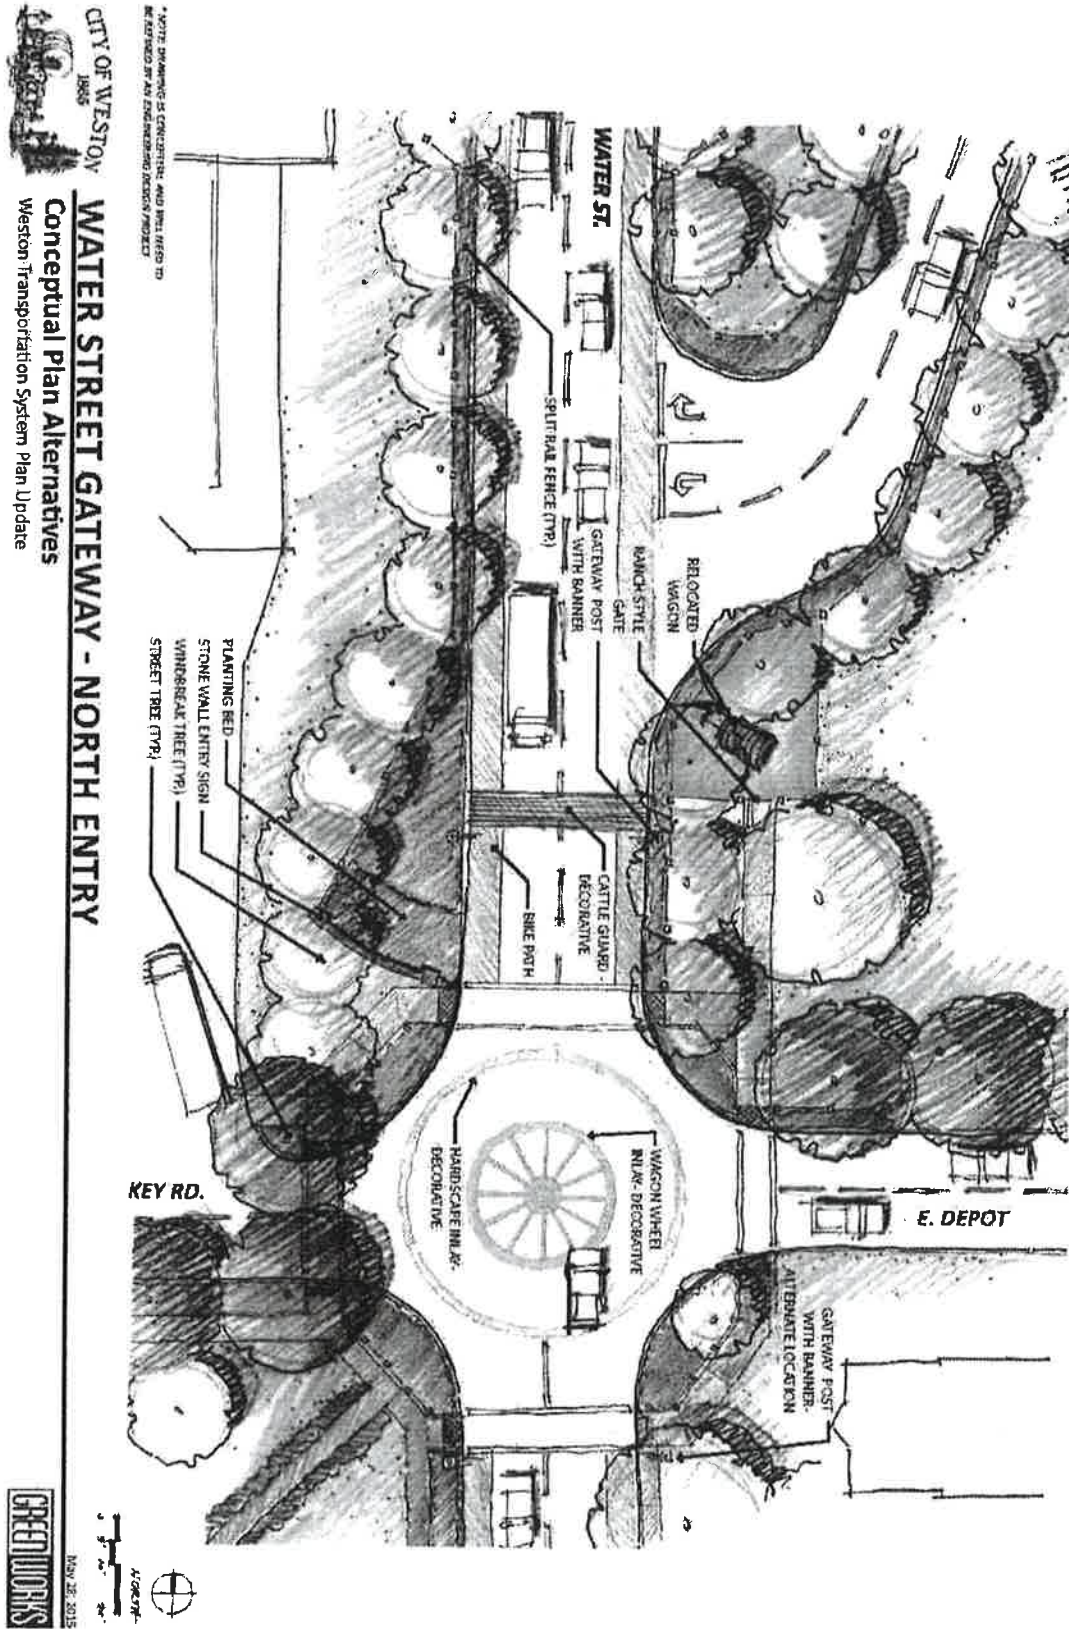 WATER ST.
SPLIT RAIL FENCE (TYP.)
GATEWAY POST
WITH BANNER
RANCH STYLE
GATE
RELOCATED
WAGON
CATTLE GUARD -
DECORATIVE
BIKE PATH
PLANTING BED
STONE WALL ENTRY SIGN
WINDBREAK TREE (TYP.)
STREET TREE (TYP.)
WAGON WHEEL
INLAY- DECORATIVE
HARDSCAPE INLAY-
DECORATIVE
KEY RD.
E. DEPOT
GATEWAY POST
WITH BANNER-
ALTERNATE LOCATION
* NOTE: DRAWING IS CONCEPTUAL AND WILL NEED TO
BE REFINED BY AN ENGINEERING DESIGN PROJECT
CITY OF WESTON
1865
WATER STREET GATEWAY - NORTH ENTRY
Conceptual Plan Alternatives
Weston Transportation System Plan Update
NORTH
May 28, 2015
GREENWORKS